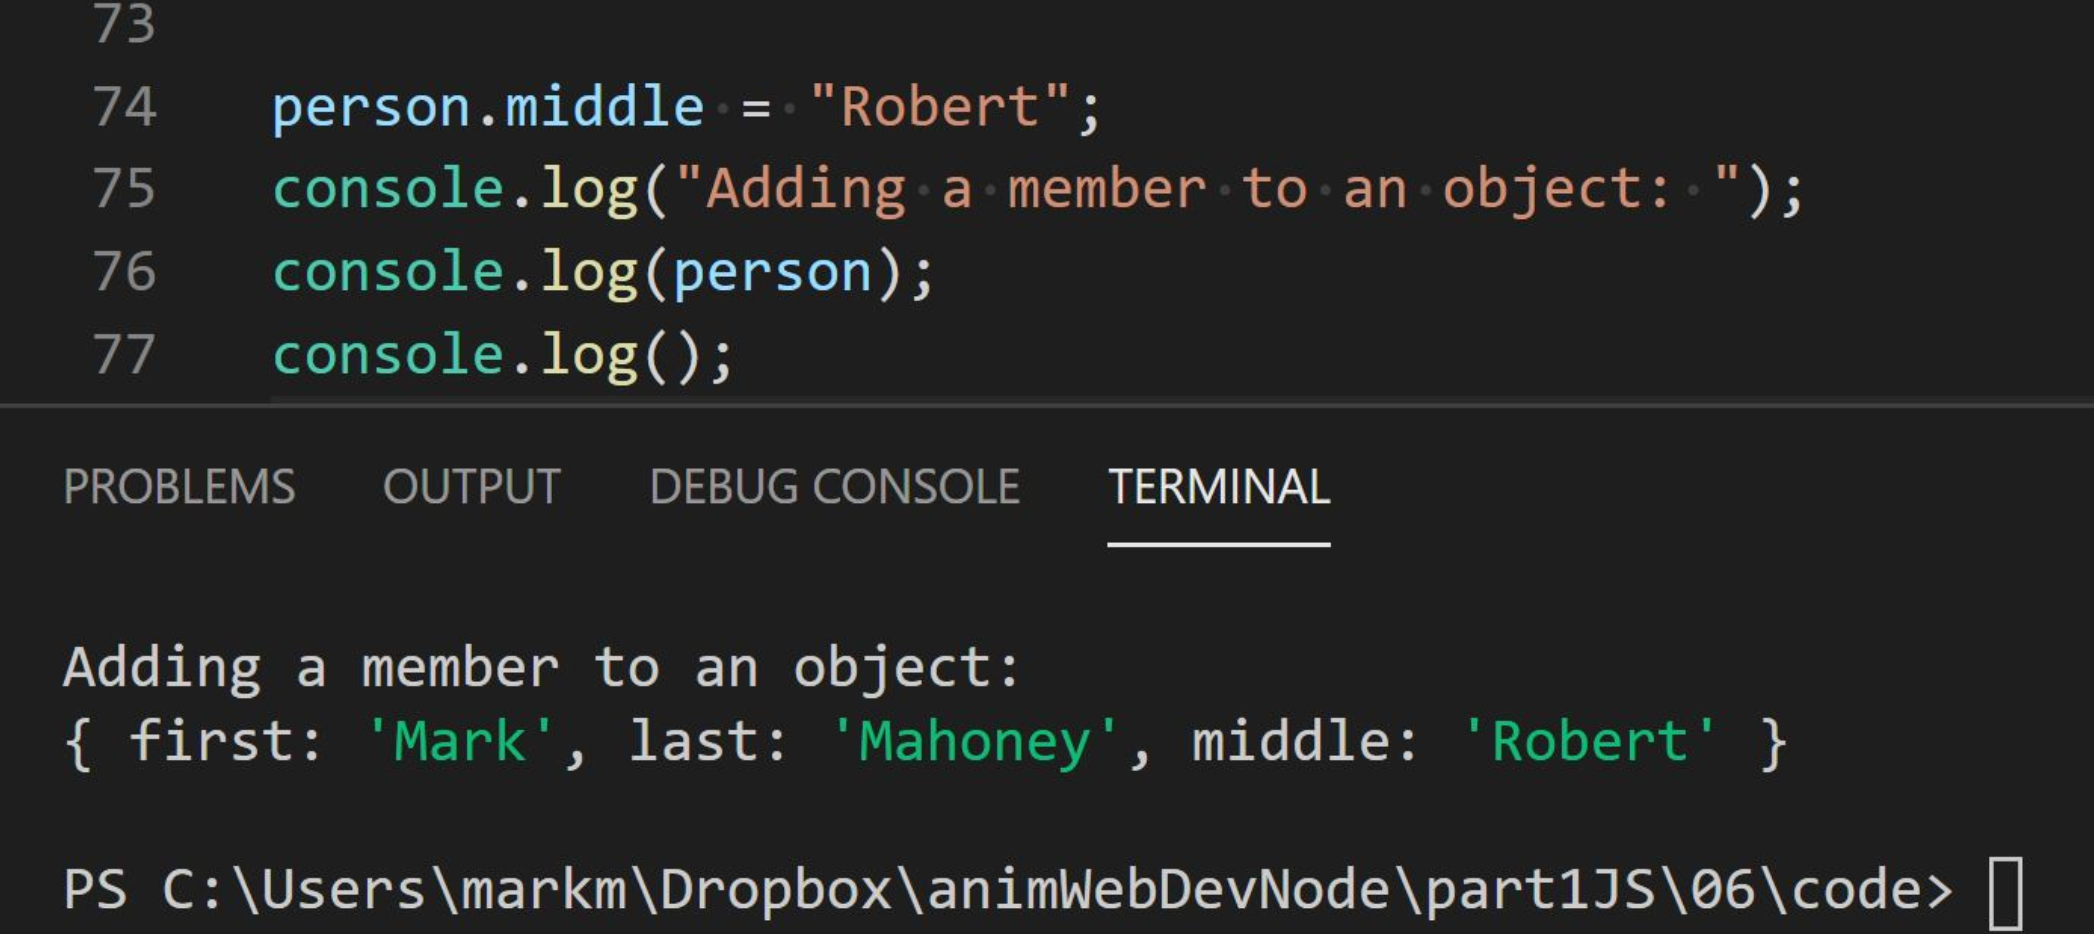 73
74 person.middle = "Robert";
75 console.log("Adding a member to an object: ");
76 console.log(person);
77 console.log();
PROBLEMS OUTPUT DEBUG CONSOLE TERMINAL
Adding a member to an object:
{ first: 'Mark', last: 'Mahoney', middle: 'Robert' }
PS C:\Users\markm\Dropbox\animWebDevNode\part1JS\06\code>